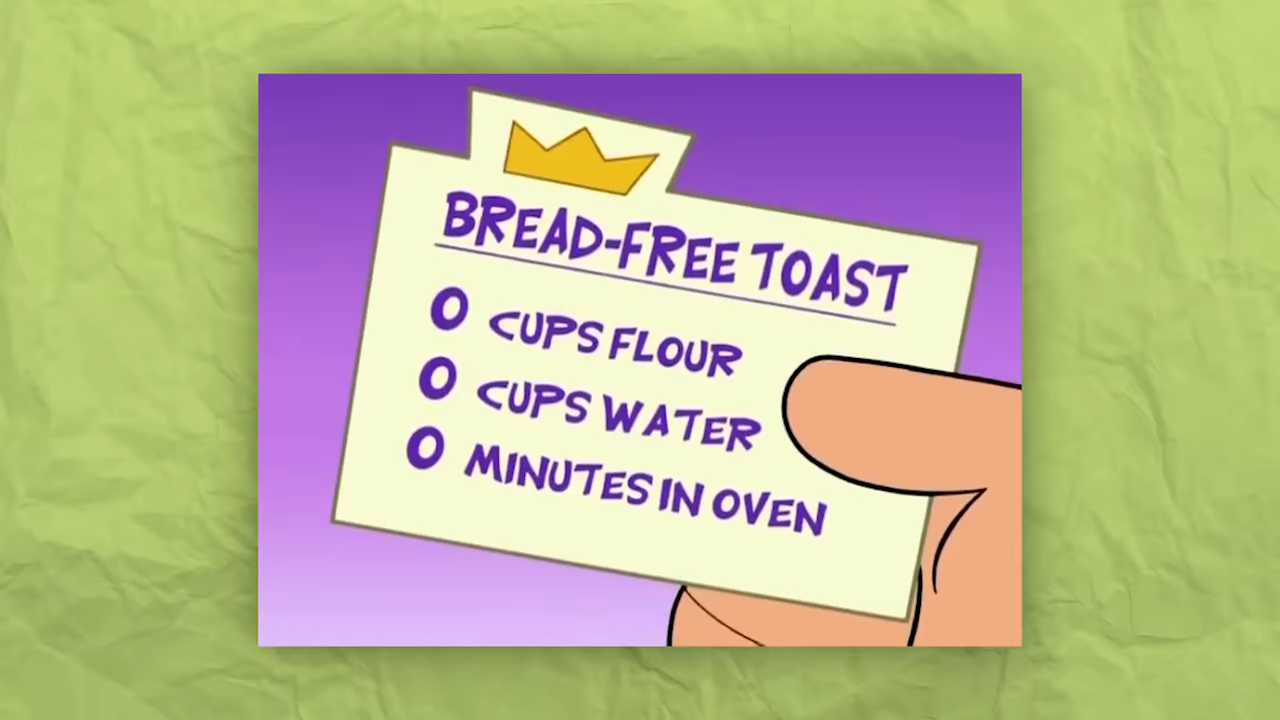 BREAD-FREE TOAST
0 CUPS FLOUR
0 CUPS WATER
0 MINUTES IN OVEN